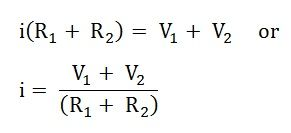 i(R₁ + R₂) = V₁ + V₂ or
i = (V₁ + V₂)/((R₁ + R₂))